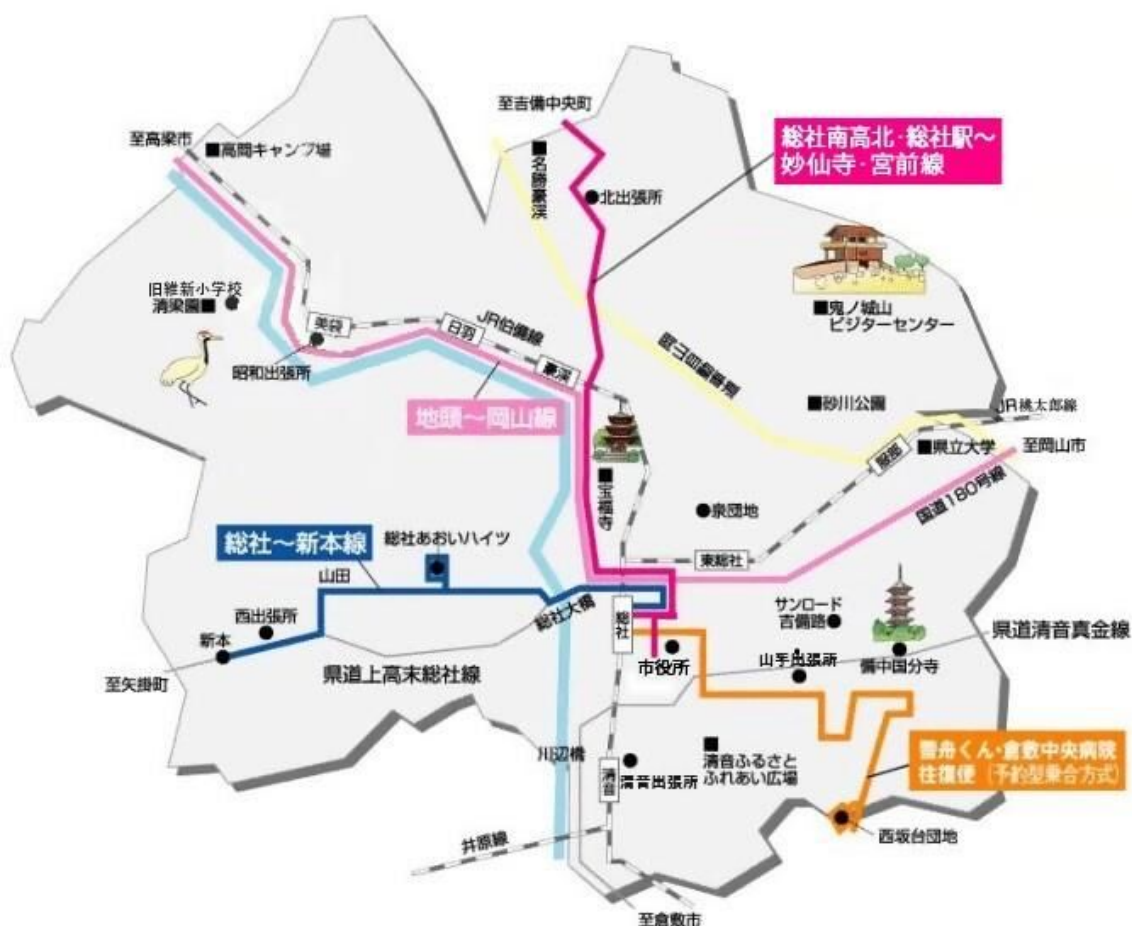 至吉備中央町
総社南高北・総社駅～
妙仙寺・宮前線
至高梁市
■高間キャンプ場
■名勝豪渓
●北出張所
旧維新小学校
清梁園■
美袋
日羽
JR伯備線
豪渓
昭和出張所
■鬼ノ城山
ビジターセンター
岡山自動車道
地頭～岡山線
■砂川公園
JR桃太郎線
服部
■県立大学
至岡山市
国道180号線
■宝福寺
●泉団地
東総社
総社～新本線
総社あおいハイツ
山田
西出張所
新本
総社大橋
総社
サンロード
吉備路●
県道清音真金線
市役所
山手出張所
備中国分寺
至矢掛町
県道上高末総社線
川辺橋
清音
清音出張所
■清音ふるさと
ふれあい広場
雪舟くん・倉敷中央病院
往復便（予約型乗合方式）
西坂台団地
井原線
至倉敷市